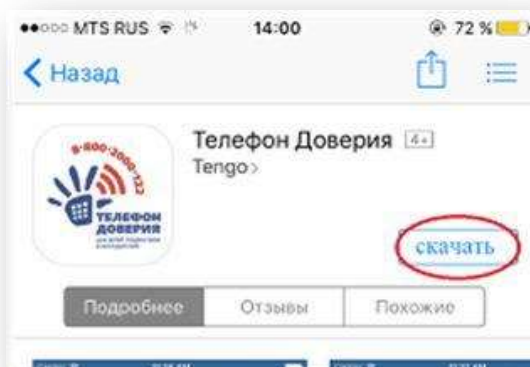 MTS RUS 14:00 72 %
Назад
8-800-2000-122
ТЕЛЕФОН
ДОВЕРИЯ
Телефон Доверия 4+
Tengo >
скачать
Подробнее Отзывы Похожие